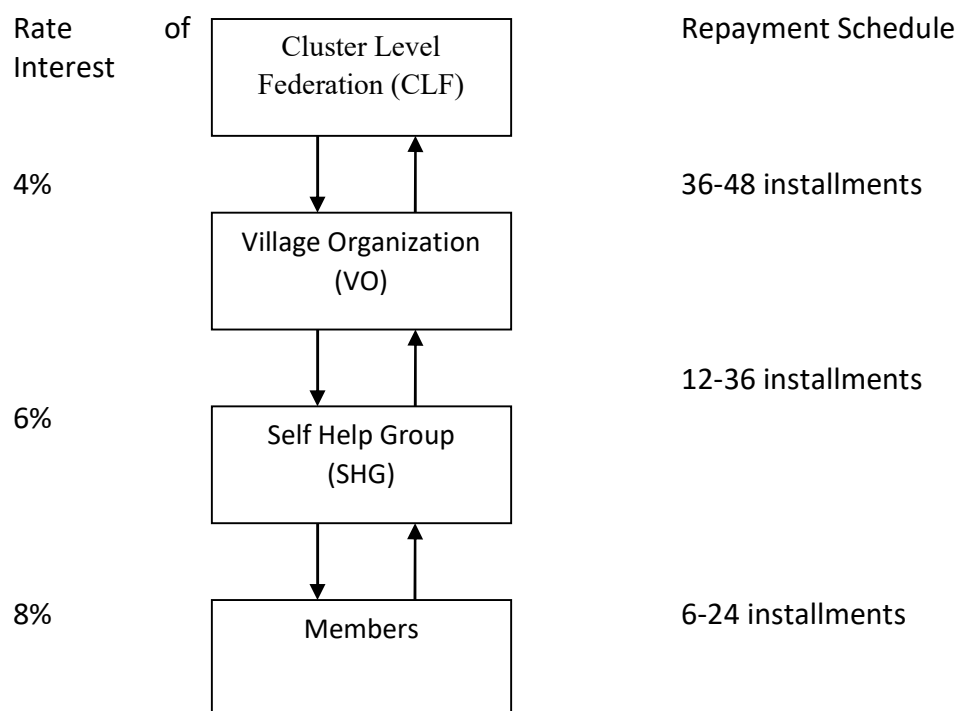 Rate of
Interest
Cluster Level
Federation (CLF)
Repayment Schedule
4%
36-48 installments
Village Organization
(VO)
12-36 installments
6%
Self Help Group
(SHG)
8%
Members
6-24 installments